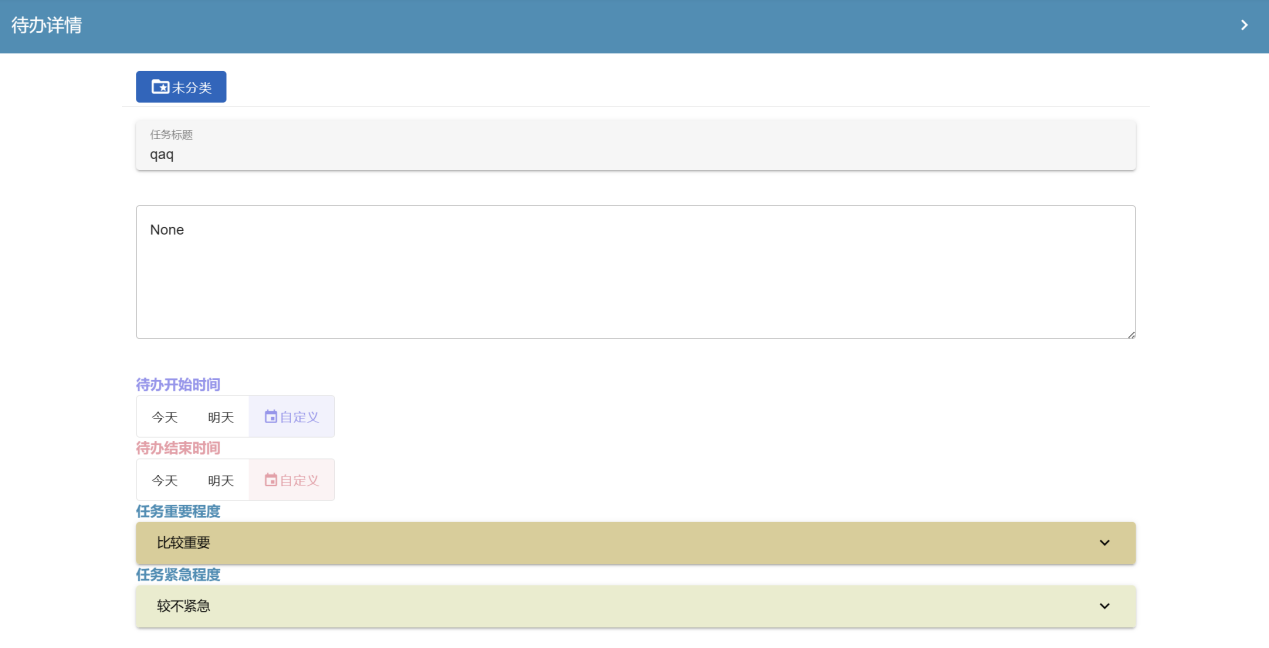 待办详情
未分类
任务标题
qaq
None
待办开始时间
今天 明天 自定义
待办结束时间
今天 明天 自定义
任务重要程度
比较重要
任务紧急程度
较不紧急